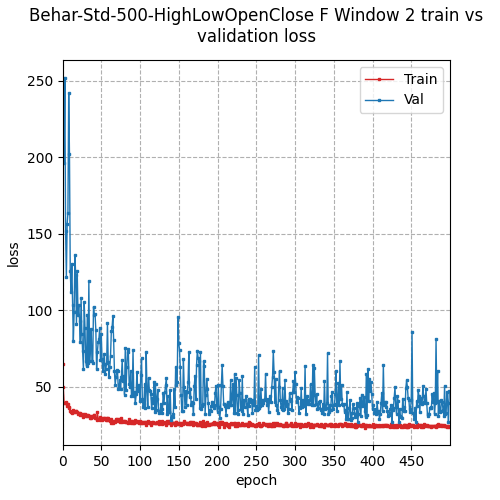 Behar-Std-500-HighLowOpenClose F Window 2 train vs
validation loss
Train
Val
250
200
150
100
50
loss
0 50 100 150 200 250 300 350 400 450
epoch